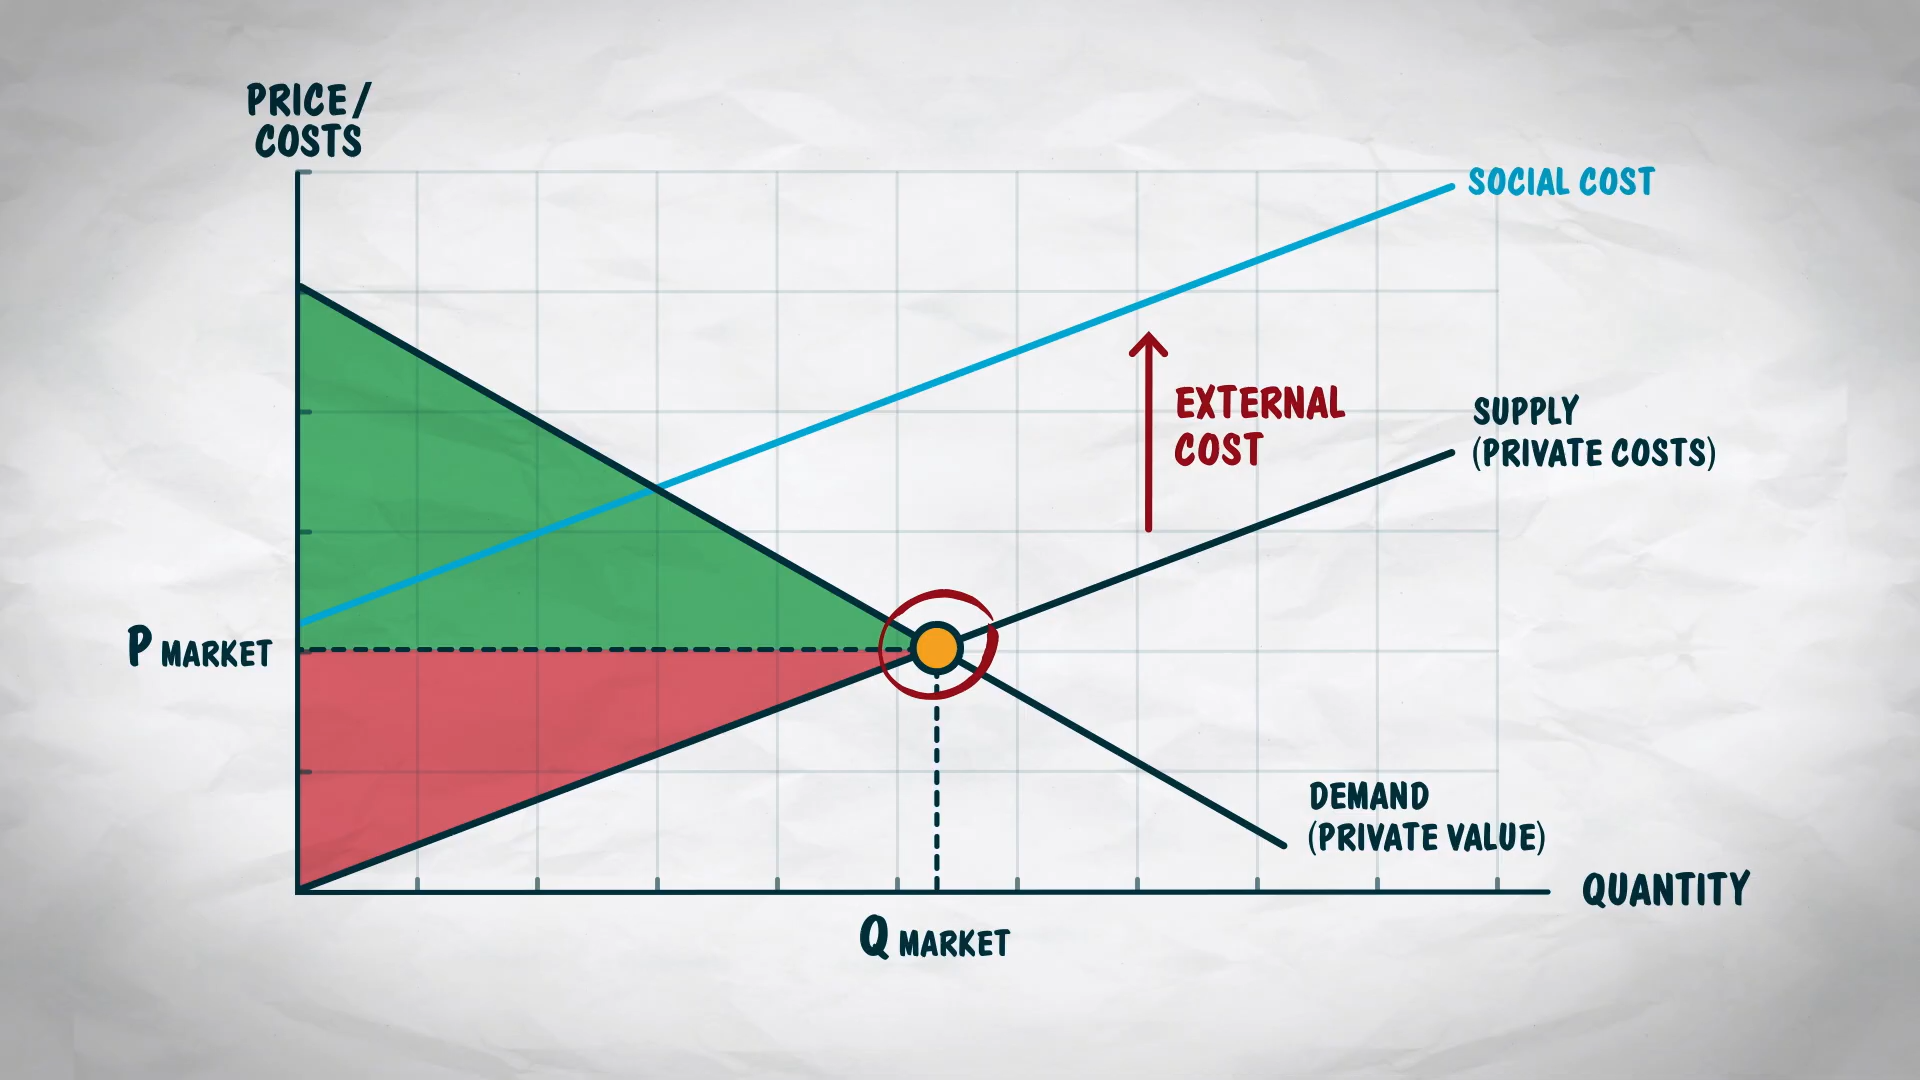 PRICE/
COSTS
SOCIAL COST
EXTERNAL
COST
SUPPLY
(PRIVATE COSTS)
P MARKET
DEMAND
(PRIVATE VALUE)
QUANTITY
Q MARKET